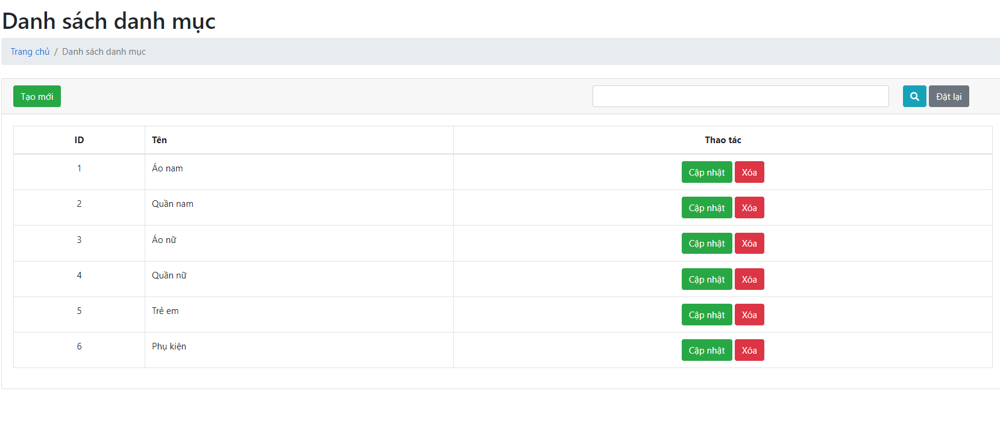 Danh sách danh mục
Trang chủ / Danh sách danh mục
Tạo mới Đặt lại
ID Tên Thao tác
1 Áo nam Cập nhật Xóa
2 Quần nam Cập nhật Xóa
3 Áo nữ Cập nhật Xóa
4 Quần nữ Cập nhật Xóa
5 Trẻ em Cập nhật Xóa
6 Phụ kiện Cập nhật Xóa